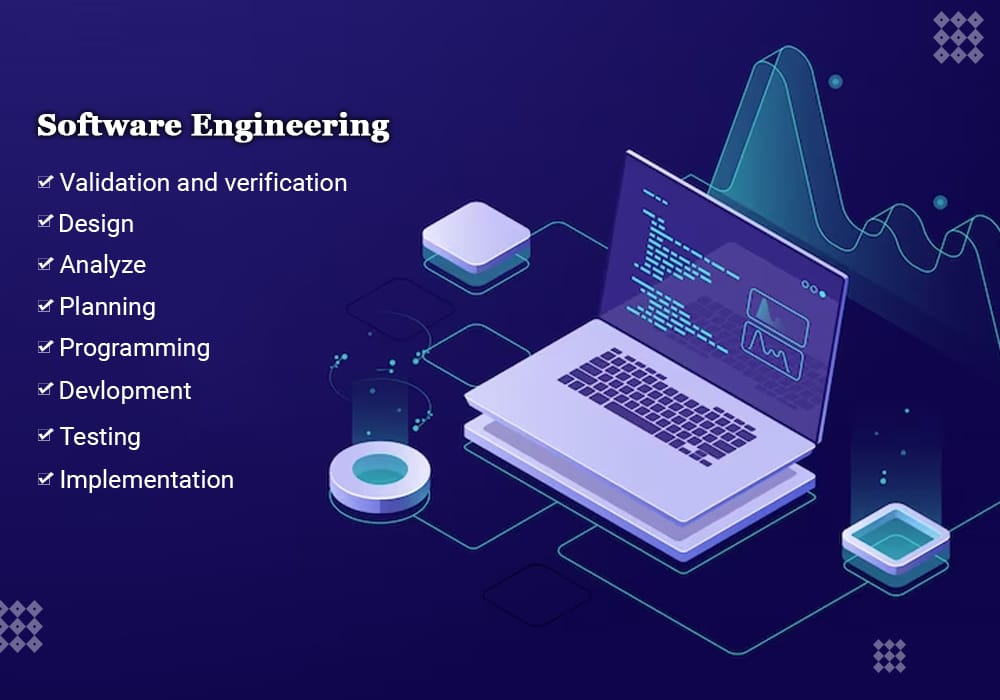 Software Engineering
Validation and verification
Design
Analyze
Planning
Programming
Devlopment
Testing
Implementation